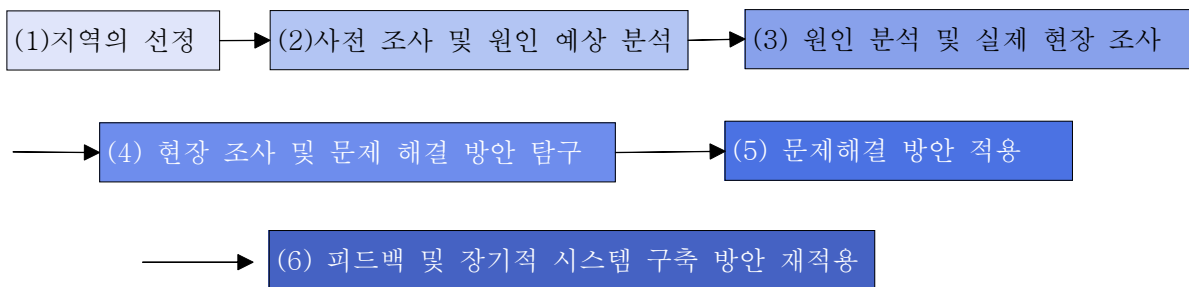 (1)지역의 선정
(2)사전 조사 및 원인 예상 분석
(3) 원인 분석 및 실제 현장 조사
(4) 현장 조사 및 문제 해결 방안 탐구
(5) 문제해결 방안 적용
(6) 피드백 및 장기적 시스템 구축 방안 재적용